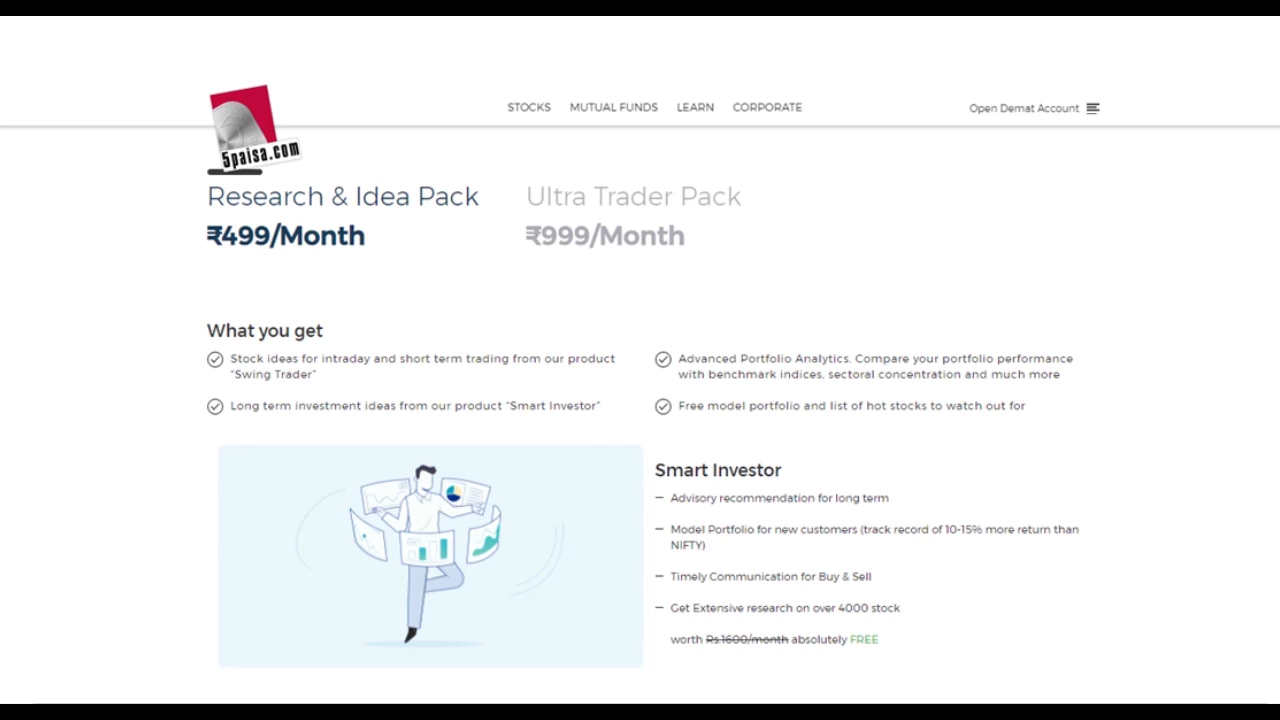 STOCKS MUTUAL FUNDS LEARN CORPORATE Open Demat Account
5paisa.com
Research & Idea Pack Ultra Trader Pack
₹499/Month ₹999/Month
What you get
Stock ideas for intraday and short term trading from our product
"Swing Trader"
Long term investment ideas from our product "Smart Investor"
Advanced Portfolio Analytics. Compare your portfolio performance
with benchmark indices, sectoral concentration and much more
Free model portfolio and list of hot stocks to watch out for
Smart Investor
– Advisory recommendation for long term
– Model Portfolio for new customers (track record of 10-15% more return than
NIFTY)
– Timely Communication for Buy & Sell
– Get Extensive research on over 4000 stock
worth Rs.1600/month absolutely FREE